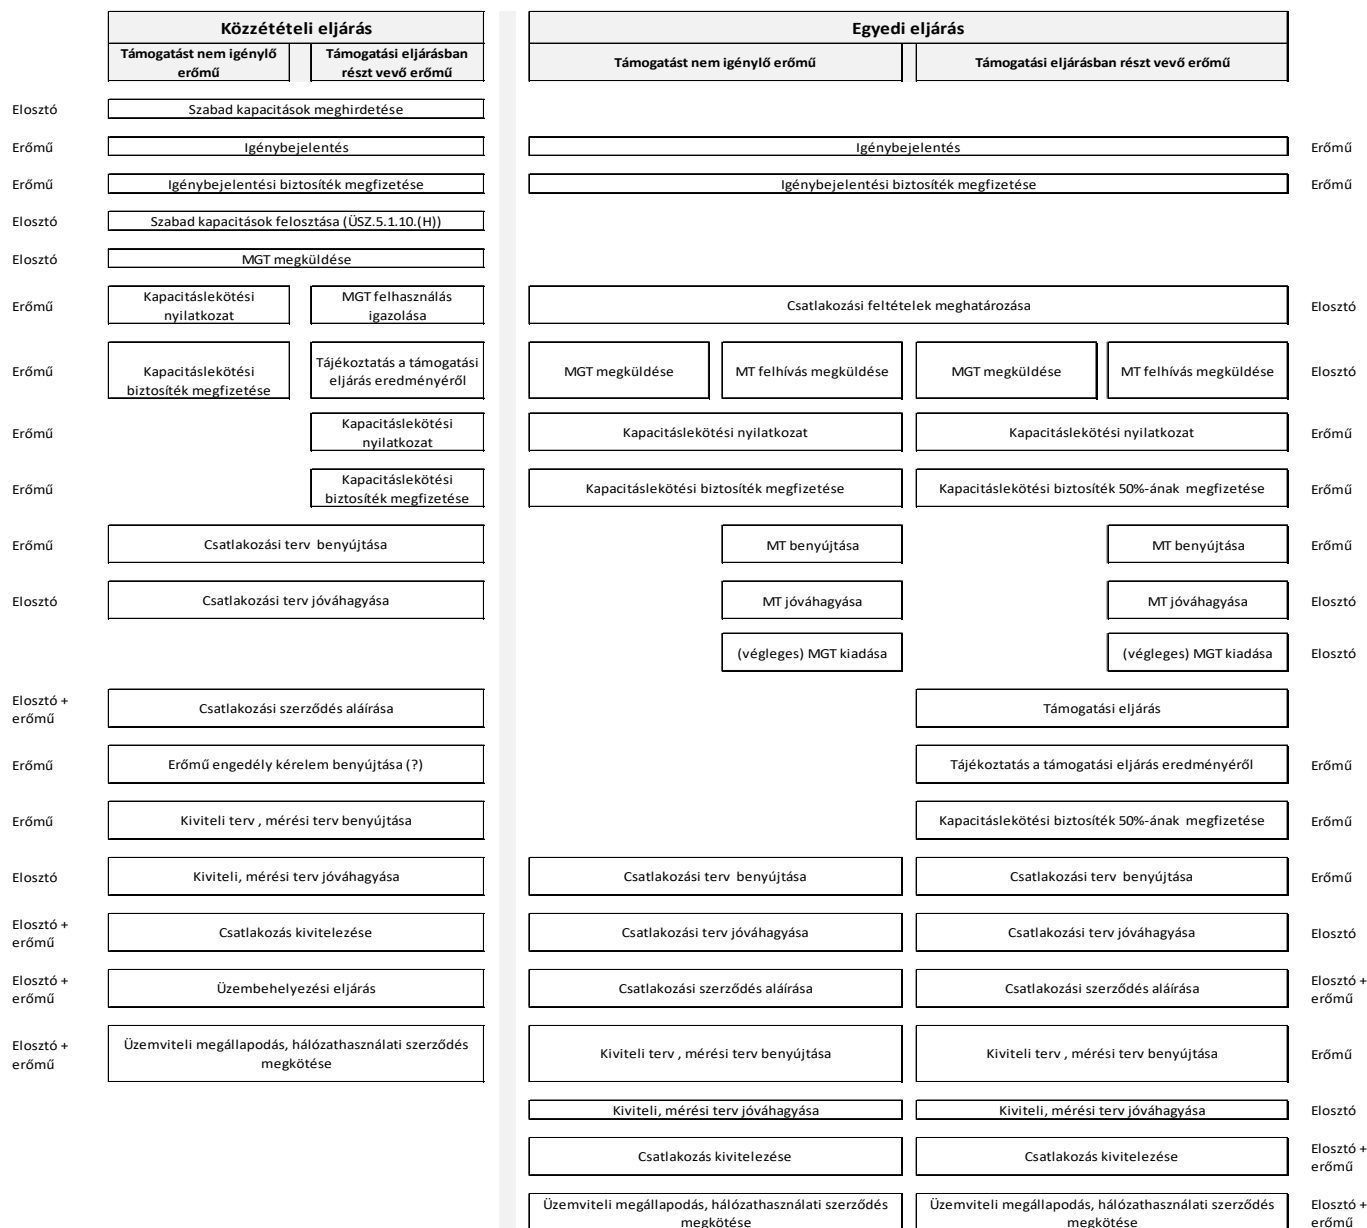 Közzétételi eljárás
Egyedi eljárás
Támogatást nem igénylő
erőmű
Támogatási eljárásban
részt vevő erőmű
Támogatást nem igénylő erőmű
Támogatási eljárásban részt vevő erőmű
Elosztó
Szabad kapacitások meghirdetése
Erőmű
Igénybejelentés
Igénybejelentés
Erőmű
Erőmű
Igénybejelentési biztosíték megfizetése
Igénybejelentési biztosíték megfizetése
Erőmű
Elosztó
Szabad kapacitások felosztása (ÜSZ.5.1.10.(H))
Elosztó
MGT megküldése
Erőmű
Kapacitáslekötési
nyilatkozat
MGT felhasználás
igazolása
Csatlakozási feltételek meghatározása
Elosztó
Erőmű
Kapacitáslekötési
biztosíték megfizetése
Tájékoztatás a támogatási
eljárás eredményéről
MGT megküldése
MT felhívás megküldése
MGT megküldése
MT felhívás megküldése
Elosztó
Erőmű
Kapacitáslekötési
nyilatkozat
Kapacitáslekötési nyilatkozat
Kapacitáslekötési nyilatkozat
Erőmű
Erőmű
Kapacitáslekötési
biztosíték megfizetése
Kapacitáslekötési biztosíték megfizetése
Kapacitáslekötési biztosíték 50%-ának megfizetése
Erőmű
Erőmű
Csatlakozási terv benyújtása
MT benyújtása
MT benyújtása
Erőmű
Elosztó
Csatlakozási terv jóváhagyása
MT jóváhagyása
MT jóváhagyása
Elosztó
(végleges) MGT kiadása
(végleges) MGT kiadása
Elosztó
Elosztó +
erőmű
Csatlakozási szerződés aláírása
Támogatási eljárás
Erőmű
Erőmű engedély kérelem benyújtása (?)
Tájékoztatás a támogatási eljárás eredményéről
Erőmű
Erőmű
Kiviteli terv , mérési terv benyújtása
Kapacitáslekötési biztosíték 50%-ának megfizetése
Erőmű
Elosztó
Kiviteli, mérési terv jóváhagyása
Csatlakozási terv benyújtása
Csatlakozási terv benyújtása
Erőmű
Elosztó +
erőmű
Csatlakozás kivitelezése
Csatlakozási terv jóváhagyása
Csatlakozási terv jóváhagyása
Elosztó
Elosztó +
erőmű
Üzembehelyezési eljárás
Csatlakozási szerződés aláírása
Csatlakozási szerződés aláírása
Elosztó +
erőmű
Elosztó +
erőmű
Üzemviteli megállapodás, hálózathasználati szerződés
megkötése
Kiviteli terv , mérési terv benyújtása
Kiviteli terv , mérési terv benyújtása
Erőmű
Kiviteli, mérési terv jóváhagyása
Kiviteli, mérési terv jóváhagyása
Elosztó
Csatlakozás kivitelezése
Csatlakozás kivitelezése
Elosztó +
erőmű
Üzemviteli megállapodás, hálózathasználati szerződés
megkötése
Üzemviteli megállapodás, hálózathasználati szerződés
megkötése
Elosztó +
erőmű